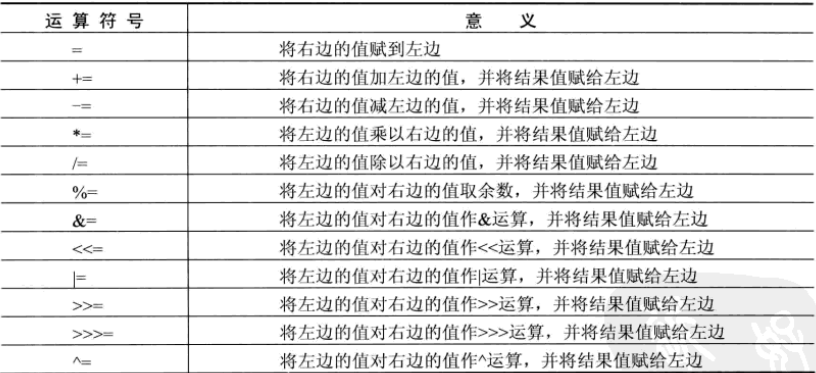 运算符号 意义
= 将右边的值赋到左边
+= 将右边的值加左边的值，并将结果值赋给左边
-= 将右边的值减左边的值，并将结果值赋给左边
*= 将左边的值乘以右边的值，并将结果值赋给左边
/= 将左边的值除以右边的值，并将结果值赋给左边
%= 将左边的值对右边的值取余数，并将结果值赋给左边
&= 将左边的值对右边的值作&运算，并将结果值赋给左边
<<= 将左边的值对右边的值作<<运算，并将结果值赋给左边
|= 将左边的值对右边的值作|运算，并将结果值赋给左边
>>= 将左边的值对右边的值作>>运算，并将结果值赋给左边
>>>= 将左边的值对右边的值作>>>运算，并将结果值赋给左边
^= 将左边的值对右边的值作^运算，并将结果值赋给左边